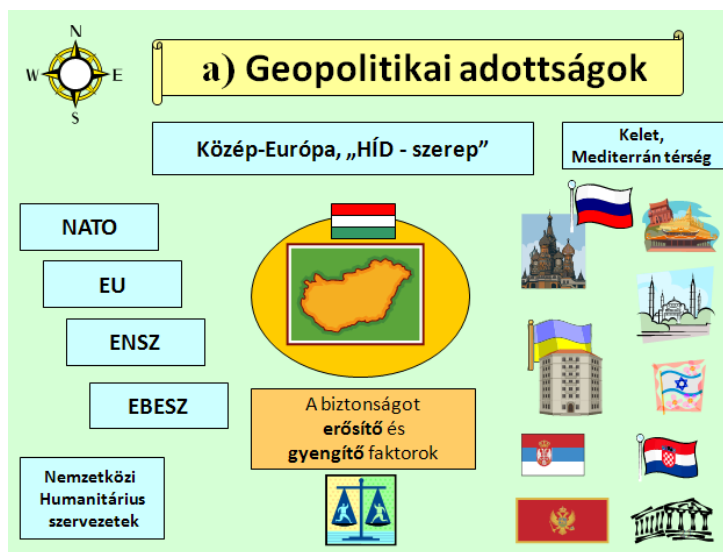 N
W E
S
a) Geopolitikai adottságok
Közép-Európa, „HÍD - szerep”
Kelet,
Mediterrán térség
NATO
EU
ENSZ
EBESZ
Nemzetközi
Humanitárius
szervezetek
A biztonságot
erősítő és
gyengítő faktorok